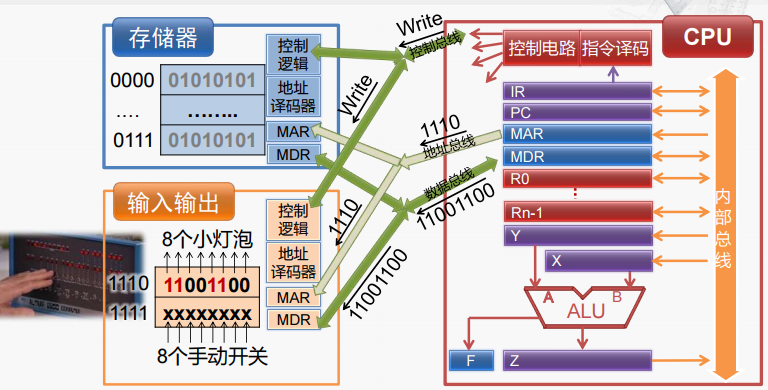 存储器
控制
逻辑
0000 01010101
地址
译码器
.... ……..
0111 01010101
MAR
MDR
输入输出
控制
逻辑
8个小灯泡
地址
译码器
1110 11001100
1111 xxxxxxxx
MAR
MDR
8个手动开关
Write
控制总线
Write
1110
地址总线
1110
数据总线
11001100
11001100
CPU
控制电路 指令译码
IR
PC
MAR
MDR
R0
Rn-1
Y
X
A B
ALU
F
Z
内部总线